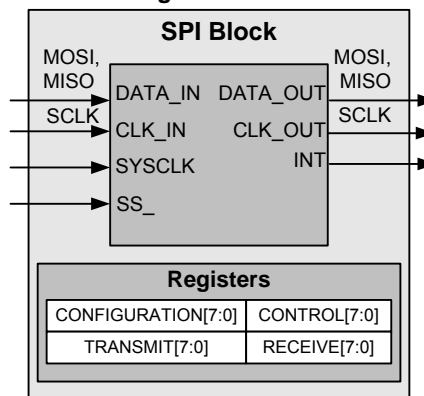 SPI Block
MOSI,
MISO
SCLK
DATA_IN
CLK_IN
SYSCLK
SS_
DATA_OUT
CLK_OUT
INT
MOSI,
MISO
SCLK
Registers
CONFIGURATION[7:0] CONTROL[7:0]
TRANSMIT[7:0] RECEIVE[7:0]